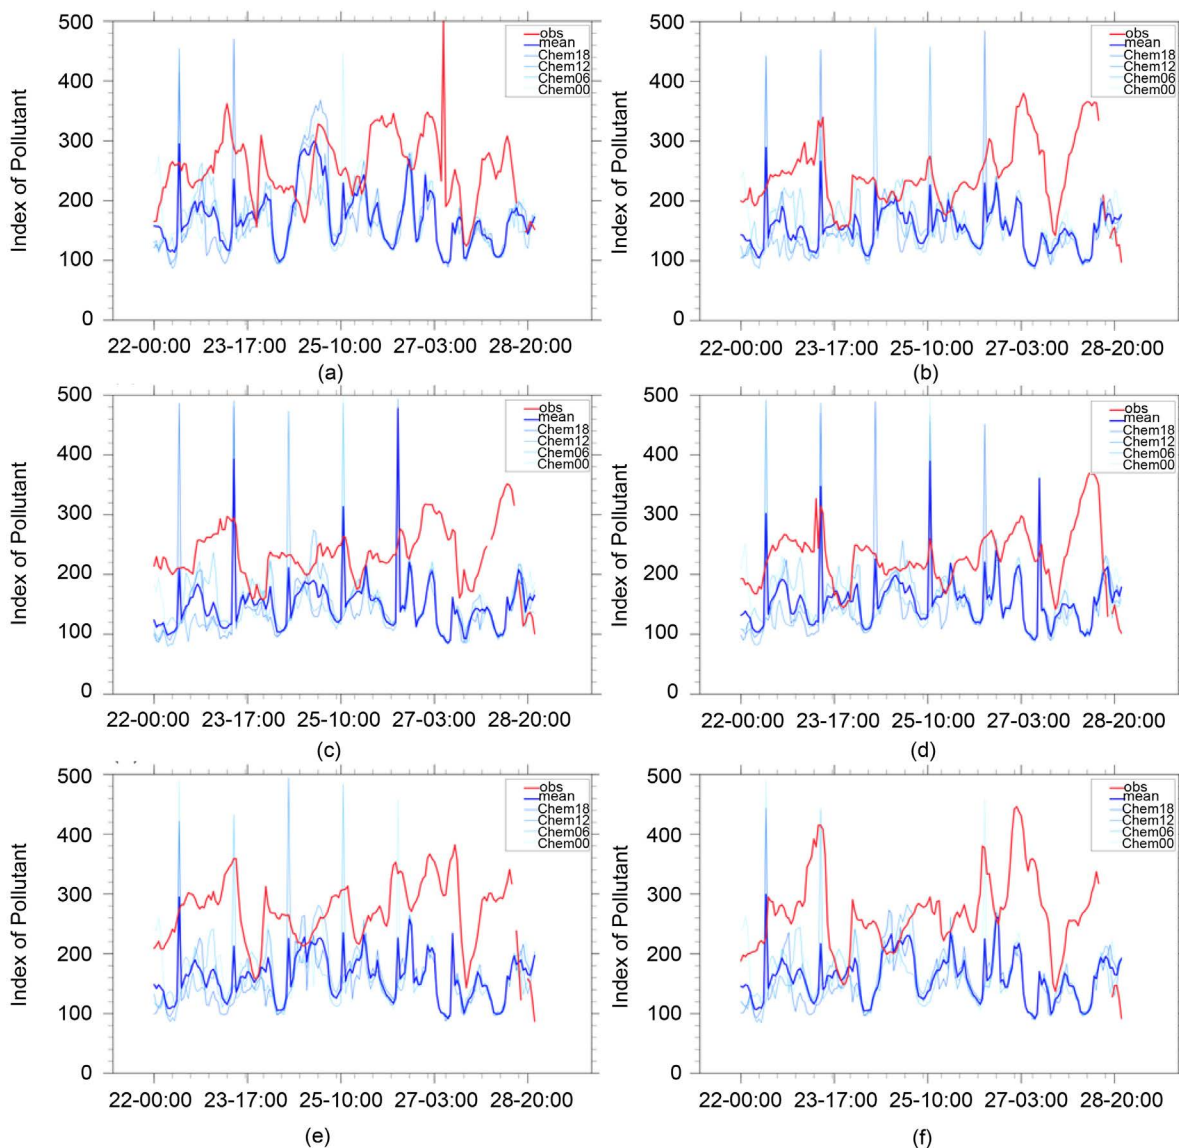 500
400
300
200
100
0
Index of Pollutant
obs
mean
Chem18
Chem12
Chem06
Chem00
22-00:00 23-17:00 25-10:00 27-03:00 28-20:00
(a)
500
400
300
200
100
0
Index of Pollutant
obs
mean
Chem18
Chem12
Chem06
Chem00
22-00:00 23-17:00 25-10:00 27-03:00 28-20:00
(b)
500
400
300
200
100
0
Index of Pollutant
obs
mean
Chem18
Chem12
Chem06
Chem00
22-00:00 23-17:00 25-10:00 27-03:00 28-20:00
(c)
500
400
300
200
100
0
Index of Pollutant
obs
mean
Chem18
Chem12
Chem06
Chem00
22-00:00 23-17:00 25-10:00 27-03:00 28-20:00
(d)
500
400
300
200
100
0
Index of Pollutant
obs
mean
Chem18
Chem12
Chem06
Chem00
22-00:00 23-17:00 25-10:00 27-03:00 28-20:00
(e)
500
400
300
200
100
0
Index of Pollutant
obs
mean
Chem18
Chem12
Chem06
Chem00
22-00:00 23-17:00 25-10:00 27-03:00 28-20:00
(f)